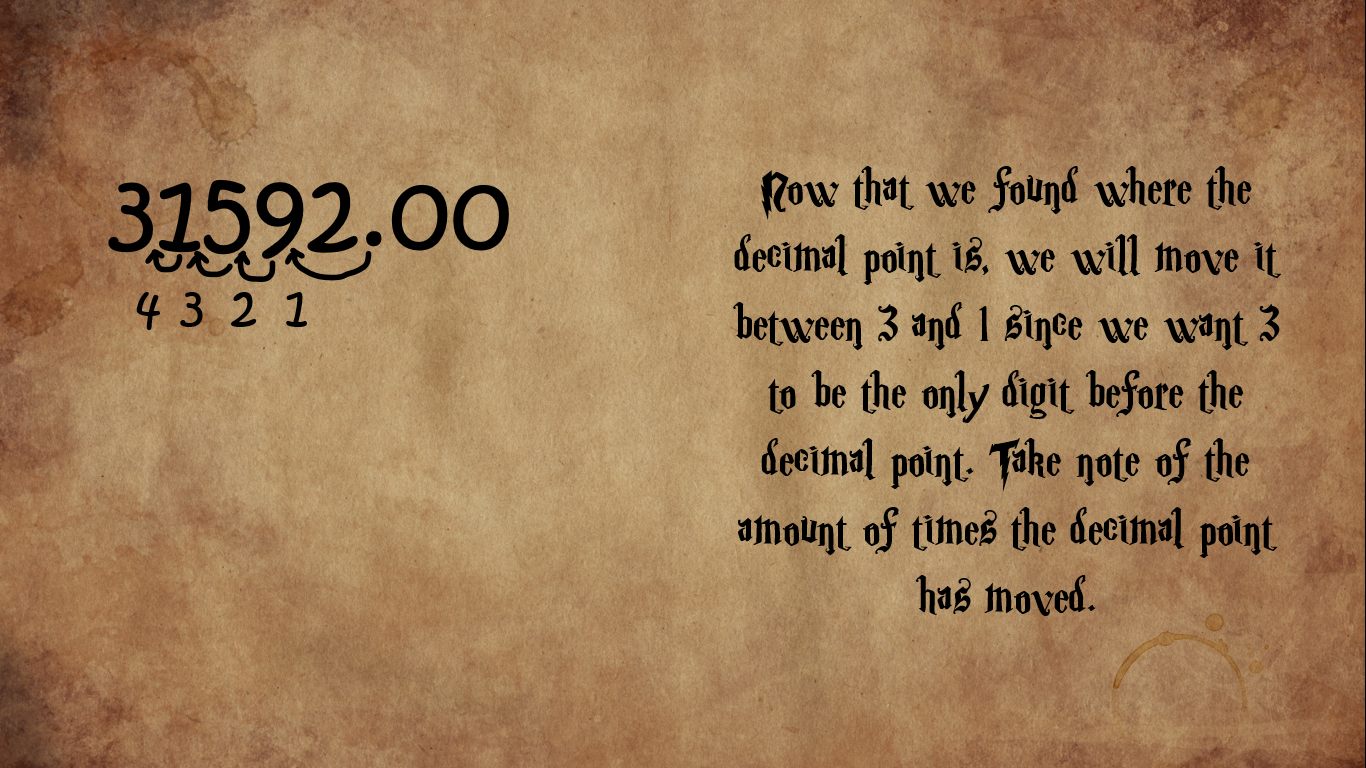 31592.00
4 3 2 1
Now that we found where the
decimal point is, we will move it
between 3 and 1 since we want 3
to be the only digit before the
decimal point. Take note of the
amount of times the decimal point
has moved.